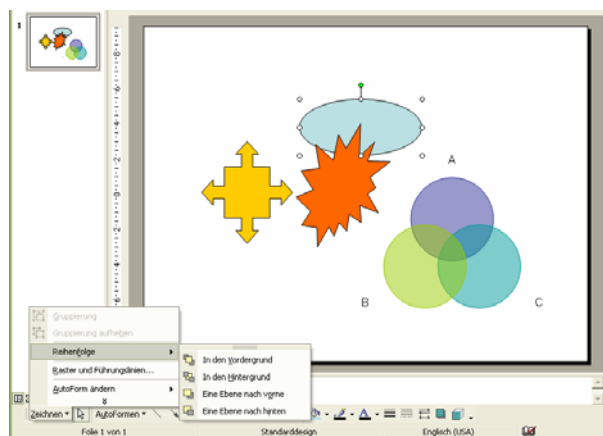 1
A
B
C
Gruppierung
Gruppierung aufheben
Reihenfolge
Raster und Führungslinien...
AutoForm ändern
In den Vordergrund
In den Hintergrund
Eine Ebene nach vorne
Eine Ebene nach hinten
Zeichnen
AutoFormen
Folie 1 von 1
Standarddesign
Englisch (USA)